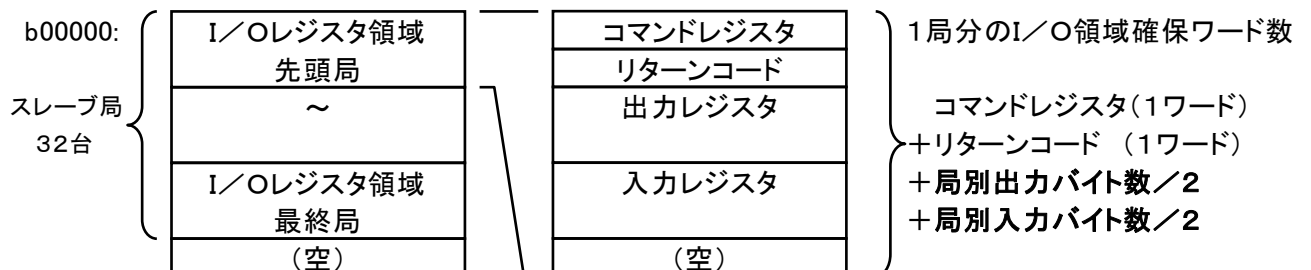 b00000:
スレーブ局
32台
I／Oレジスタ領域
先頭局
～
I／Oレジスタ領域
最終局
（空）
コマンドレジスタ
リターンコード
出力レジスタ
入力レジスタ
（空）
1局分のI／O領域確保ワード数
コマンドレジスタ（1ワード）
＋リターンコード （1ワード）
＋局別出力バイト数／2
＋局別入力バイト数／2